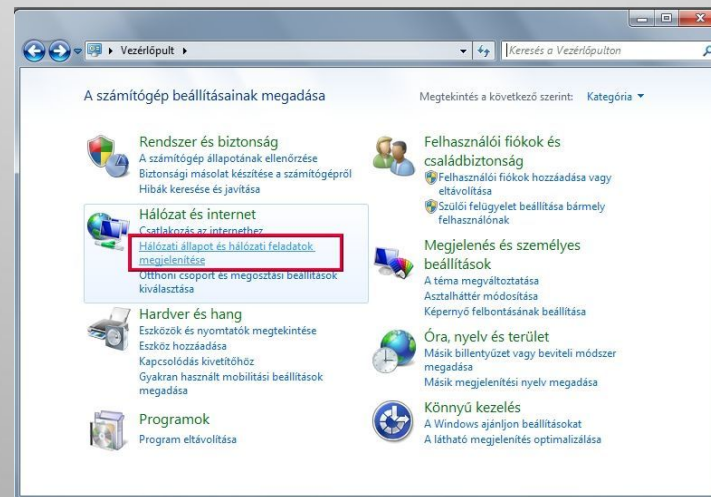 Vezérlőpult
Keresés a Vezérlőpulton
A számítógép beállításainak megadása
Megtekintés a következő szerint: Kategória
Rendszer és biztonság
A számítógép állapotának ellenőrzése
Biztonsági másolat készítése a számítógépről
Hibák keresése és javítása
Hálózat és internet
Csatlakozás az internethez
Hálózati állapot és hálózati feladatok
megjelenítése
Otthoni csoport és megosztási beállítások
kiválasztása
Hardver és hang
Eszközök és nyomtatók megtekintése
Eszköz hozzáadása
Kapcsolódás kivetítőhöz
Gyakran használt mobilitási beállítások
megadása
Programok
Program eltávolítása
Felhasználói fiókok és
családbiztonság
Felhasználói fiókok hozzáadása vagy
eltávolítása
Szülői felügyelet beállítása bármely
felhasználónak
Megjelenés és személyes
beállítások
A téma megváltoztatása
Asztalháttér módosítása
Képernyő felbontásának beállítása
Óra, nyelv és terület
Másik billentyűzet vagy beviteli módszer
megadása
Másik megjelenítési nyelv megadása
Könnyű kezelés
A Windows ajánljon beállításokat
A látható megjelenítés optimalizálása